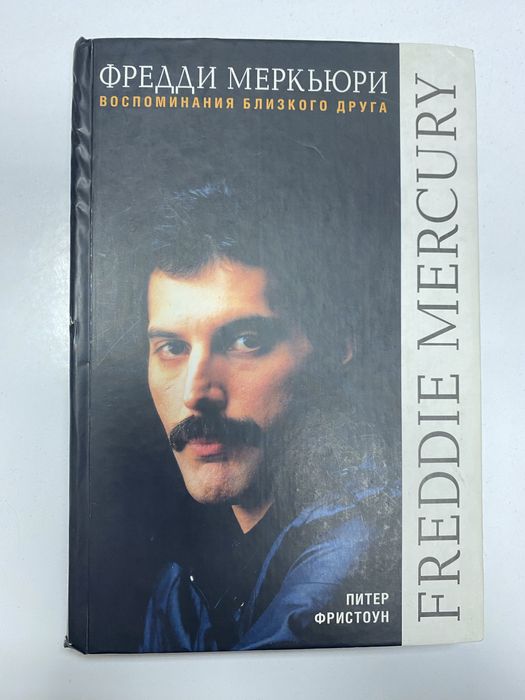 ФРЕДДИ МЕРКЬЮРИ
ВОСПОМИНАНИЯ БЛИЗКОГО ДРУГА
FREDDIE MERCURY
ПИТЕР
ФРИСТОУН